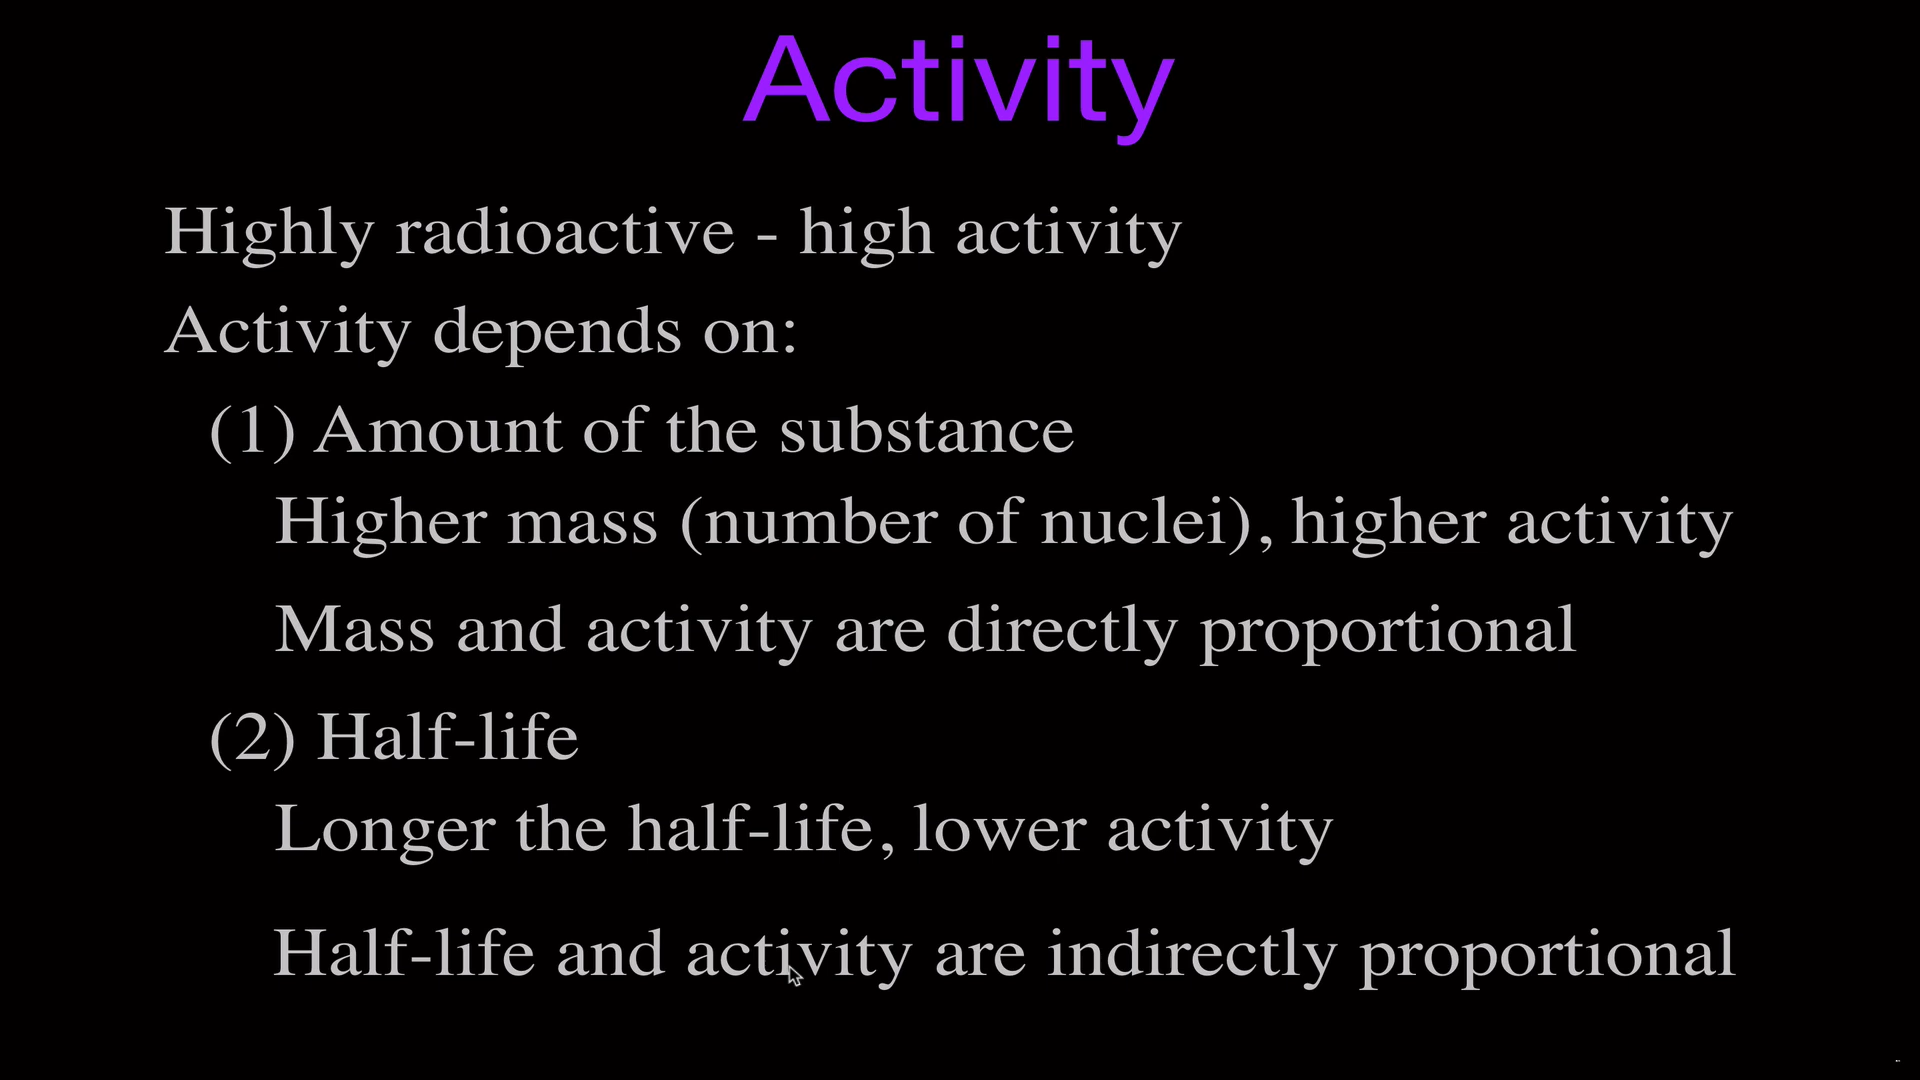 Activity
Highly radioactive - high activity
Activity depends on:
(1) Amount of the substance
Higher mass (number of nuclei), higher activity
Mass and activity are directly proportional
(2) Half-life
Longer the half-life, lower activity
Half-life and activity are indirectly proportional